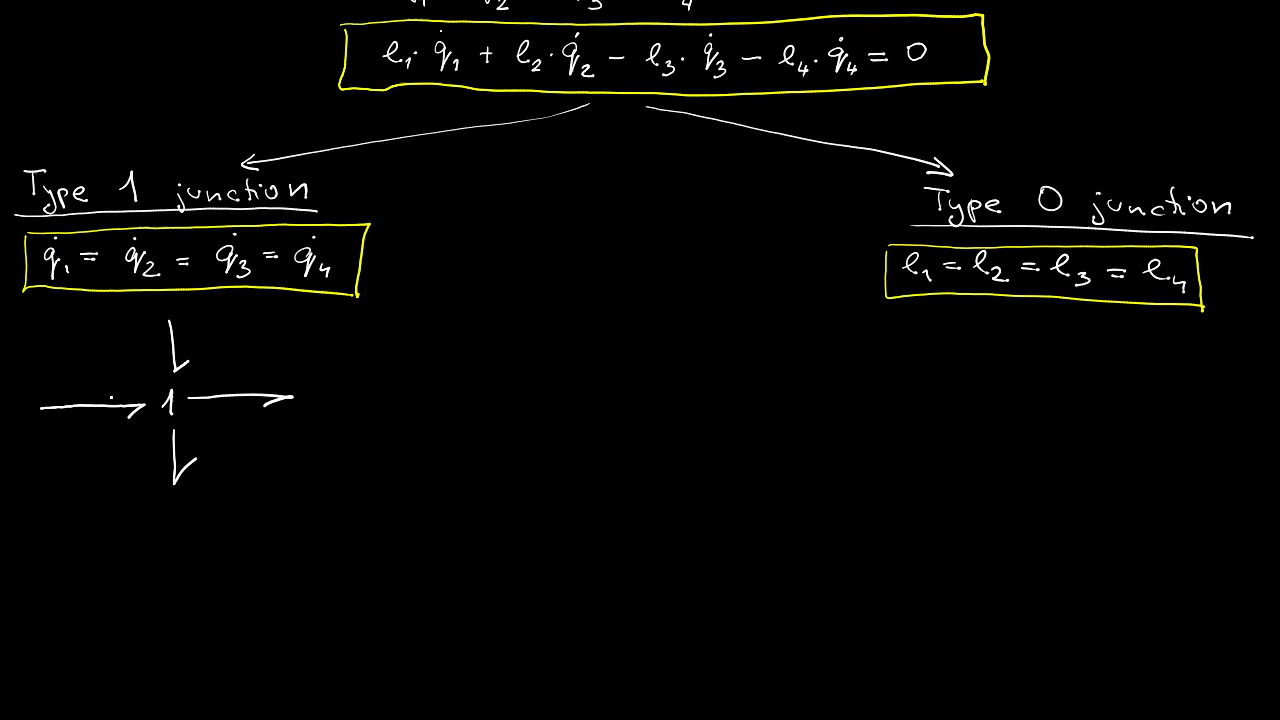 e₁·q̇₁ + e₂·q̇₂ − e₃·q̇₃ − e₄·q̇₄ = 0
Type 1 junction
q̇₁ = q̇₂ = q̇₃ = q̇₄
Type 0 junction
e₁ = e₂ = e₃ = e₄
1